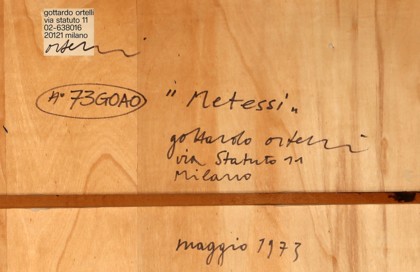 gottardo ortelli
via statuto 11
02-638016
20121 milano
ortelli
A° 73GOAO
"Metessi"
gottardo ortelli
via Statuto 11
Milano
maggio 1973